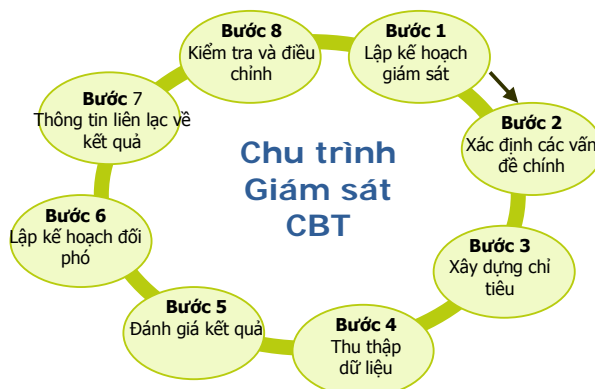 Chu trình
Giám sát
CBT
Bước 1
Lập kế hoạch
giám sát
Bước 2
Xác định các vấn
đề chính
Bước 3
Xây dựng chỉ
tiêu
Bước 4
Thu thập
dữ liệu
Bước 5
Đánh giá kết quả
Bước 6
Lập kế hoạch đối
phó
Bước 7
Thông tin liên lạc về
kết quả
Bước 8
Kiểm tra và điều
chỉnh